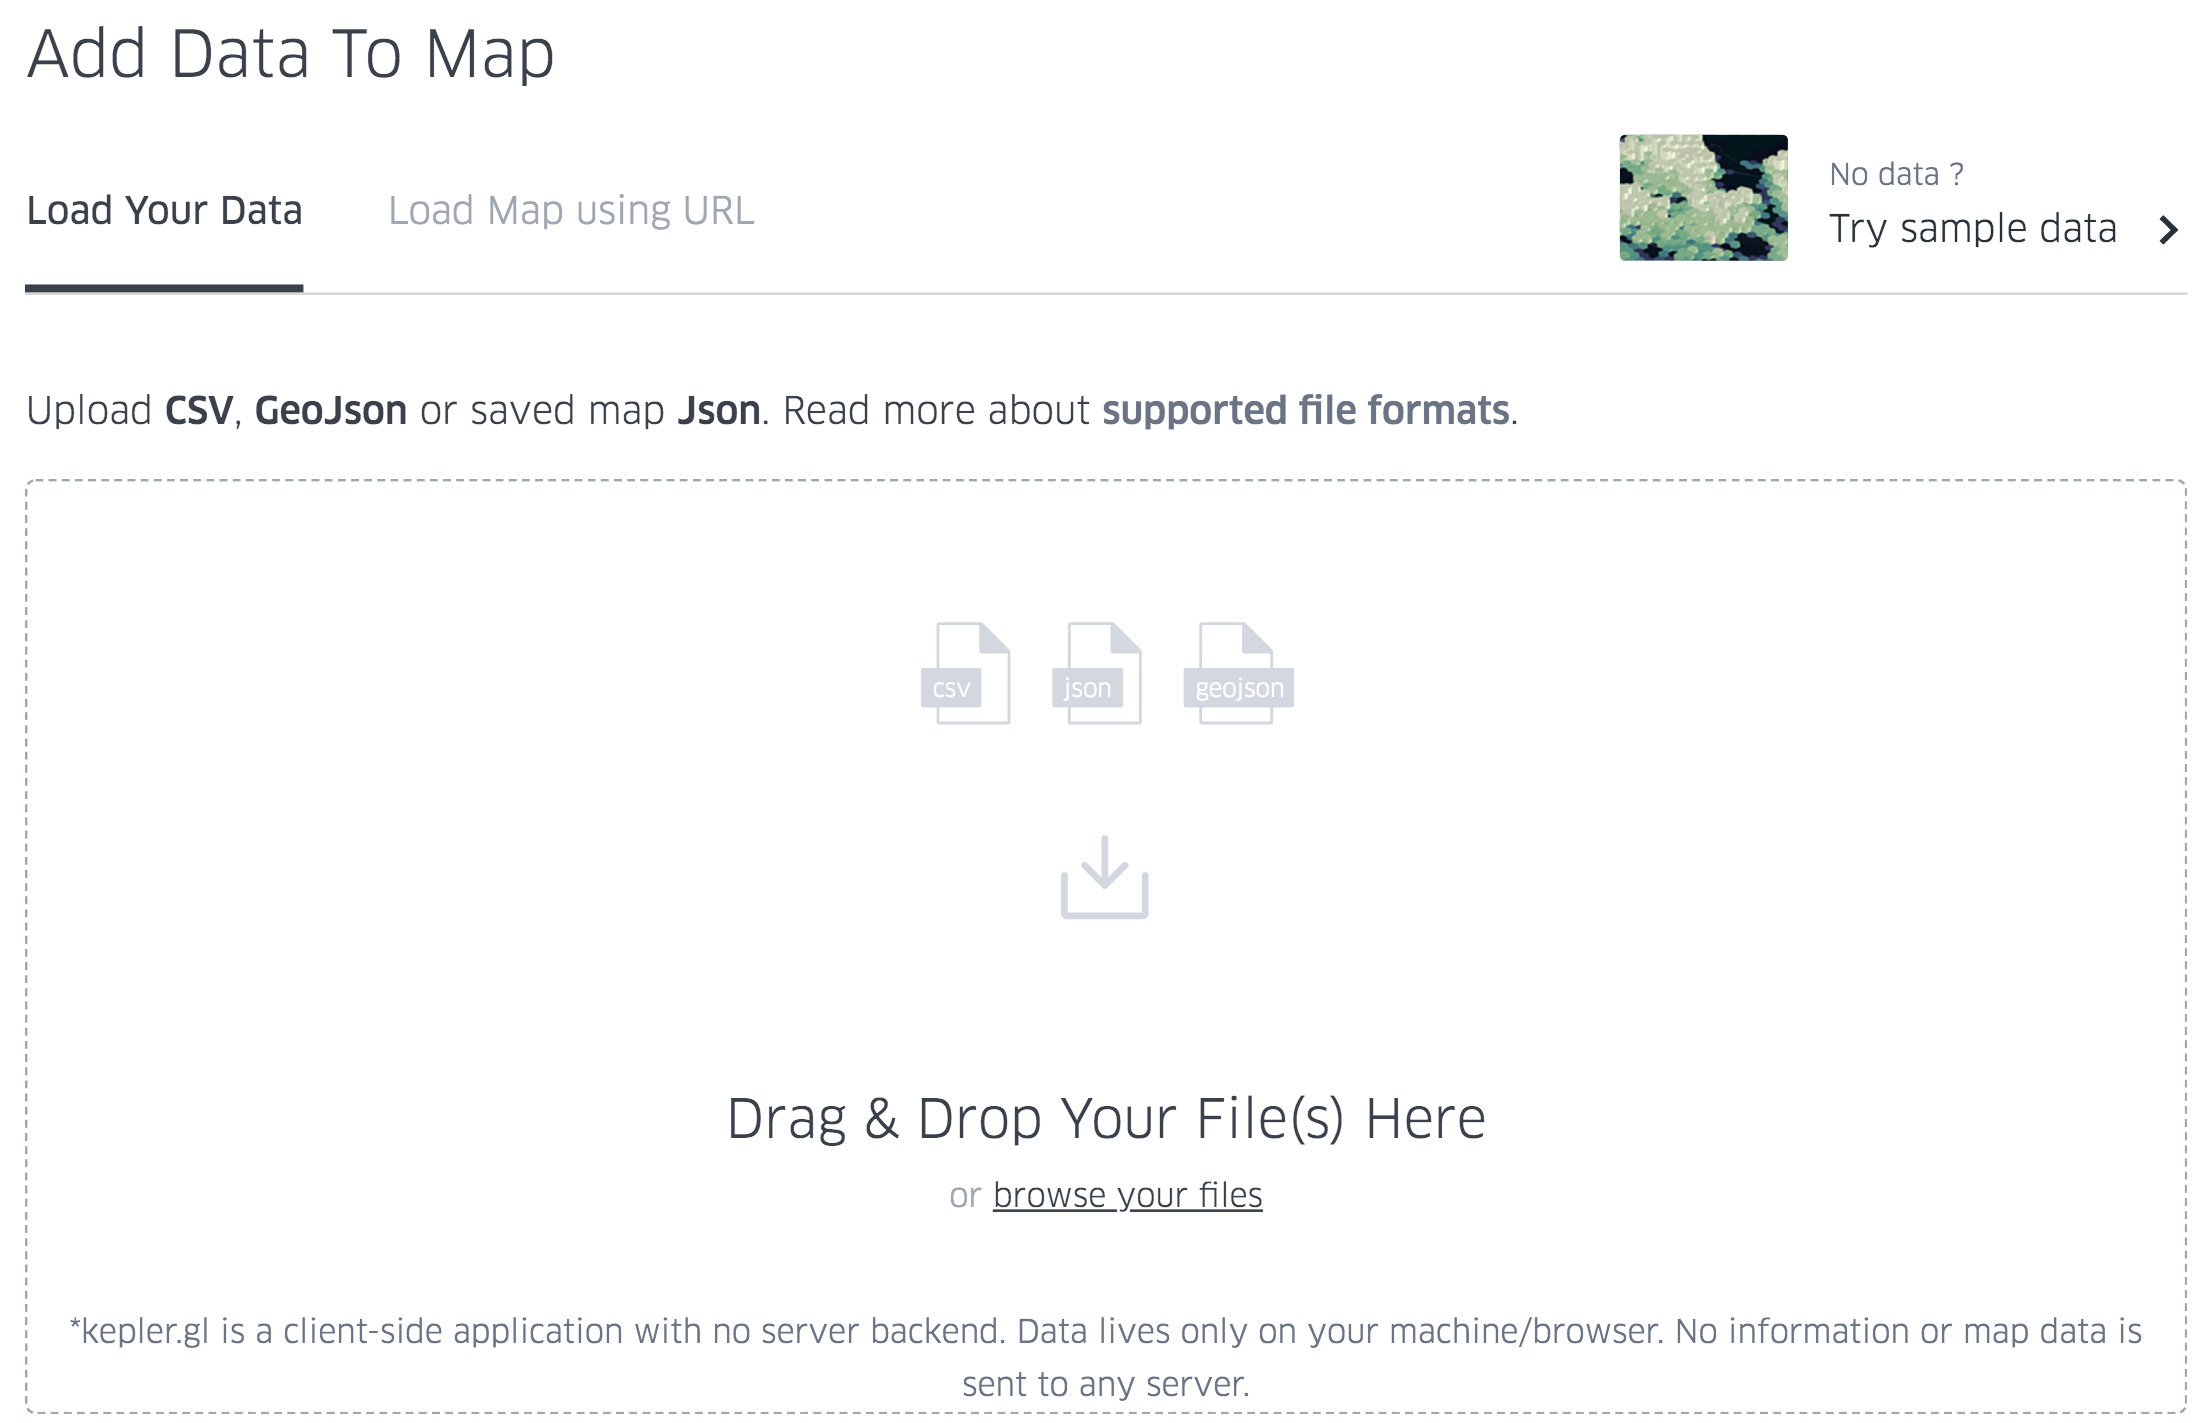 Add Data To Map
Load Your Data
Load Map using URL
No data ?
Try sample data
Upload CSV, GeoJson or saved map Json. Read more about supported file formats.
csv
json
geojson
Drag & Drop Your File(s) Here
or browse your files
*kepler.gl is a client-side application with no server backend. Data lives only on your machine/browser. No information or map data is
sent to any server.